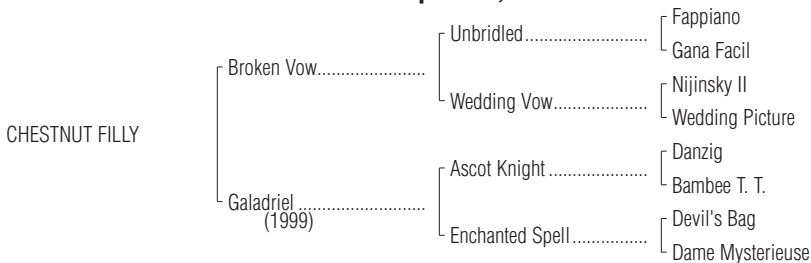 Fappiano
Unbridled......................
Gana Facil
Broken Vow.......................
Nijinsky II
Wedding Vow....................
Wedding Picture
CHESTNUT FILLY
Danzig
Ascot Knight ...................
Bambee T. T.
Galadriel ..........................
(1999)
Devil's Bag
Enchanted Spell................
Dame Mysterieuse